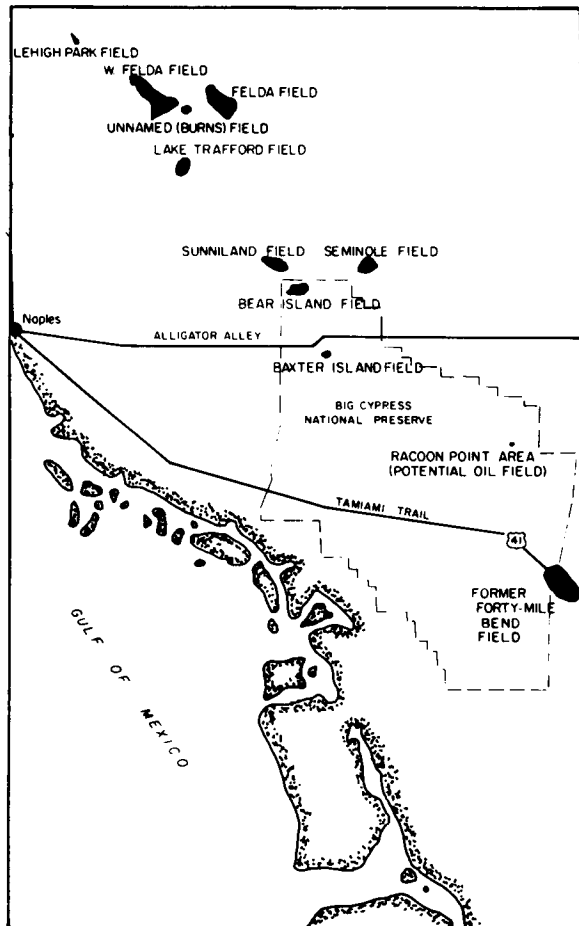 LEHIGH PARK FIELD
W. FELDA FIELD
FELDA FIELD
UNNAMED (BURNS) FIELD
LAKE TRAFFORD FIELD
SUNNILAND FIELD
SEMINOLE FIELD
BEAR ISLAND FIELD
Naples
ALLIGATOR ALLEY
BAXTER ISLAND FIELD
BIG CYPRESS
NATIONAL PRESERVE
RACOON POINT AREA
(POTENTIAL OIL FIELD)
TAMIAMI TRAIL
41
FORMER
FORTY-MILE
BEND
FIELD
GULF OF MEXICO